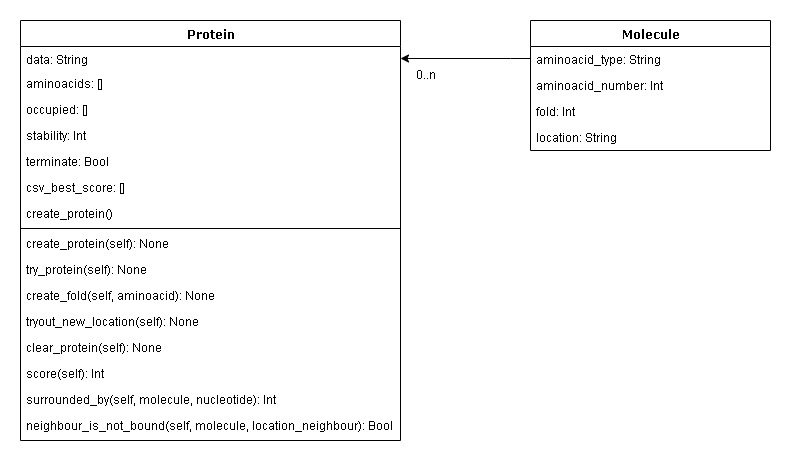 Protein
data: String
aminoacids: []
occupied: []
stability: Int
terminate: Bool
csv_best_score: []
create_protein()
create_protein(self): None
try_protein(self): None
create_fold(self, aminoacid): None
tryout_new_location(self): None
clear_protein(self): None
score(self): Int
surrounded_by(self, molecule, nucleotide): Int
neighbour_is_not_bound(self, molecule, location_neighbour): Bool
0..n
Molecule
aminoacid_type: String
aminoacid_number: Int
fold: Int
location: String